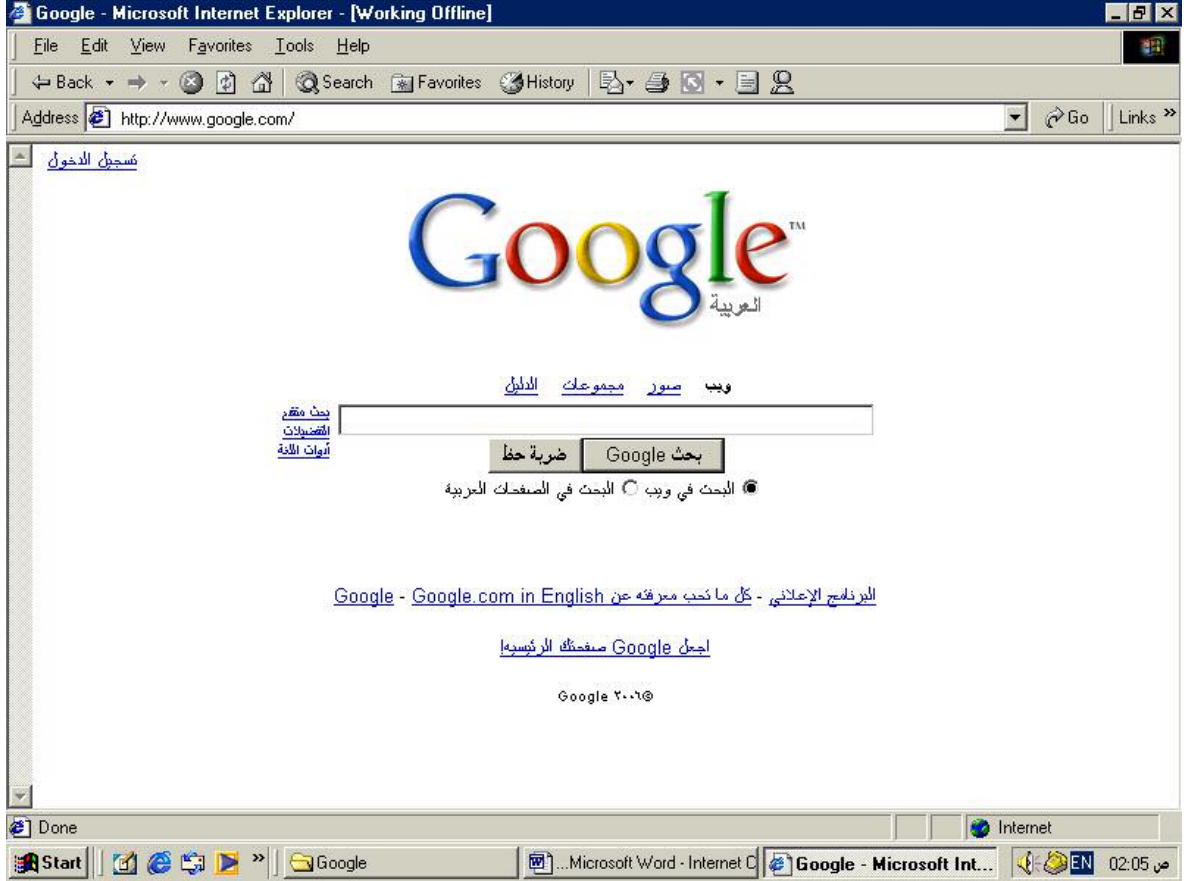 Google - Microsoft Internet Explorer - [Working Offline]
File Edit View Favorites Tools Help
Back Search Favorites History
Address http://www.google.com/ Go Links »
تسجيل الدخول
Google™
العربية
ويب صور مجموعات الدليل
بحث متقدم
التفضيلات
أدوات اللغة
بحث Google ضربة حظ
البحث في ويب البحث في الصفحات العربية
البرنامج الإعلاني - كل ما تحب معرفته عن Google - Google.com in English
اجعل Google صفحتك الرئيسيه!
©٢٠٠٦ Google
Done Internet
Start » Google ...Microsoft Word - Internet C Google - Microsoft Int... EN 02:05 ص